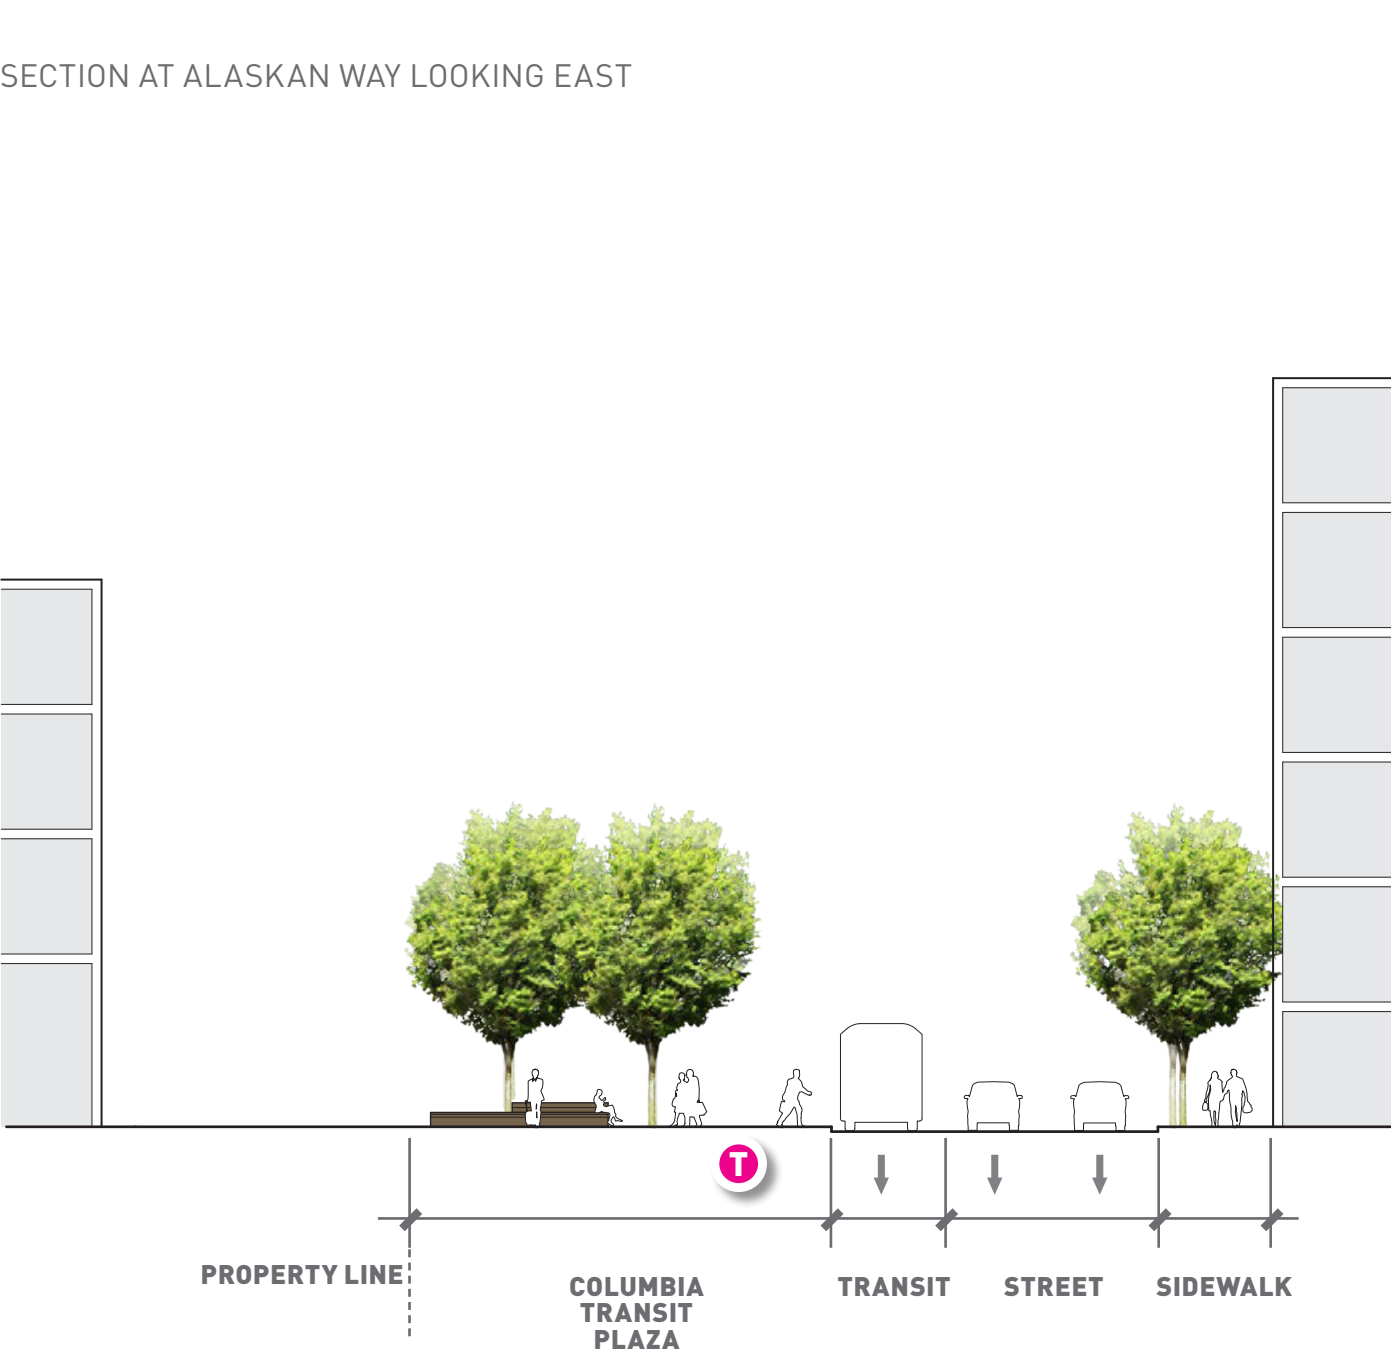 SECTION AT ALASKAN WAY LOOKING EAST
T
PROPERTY LINE
COLUMBIA
TRANSIT
PLAZA
TRANSIT
STREET
SIDEWALK